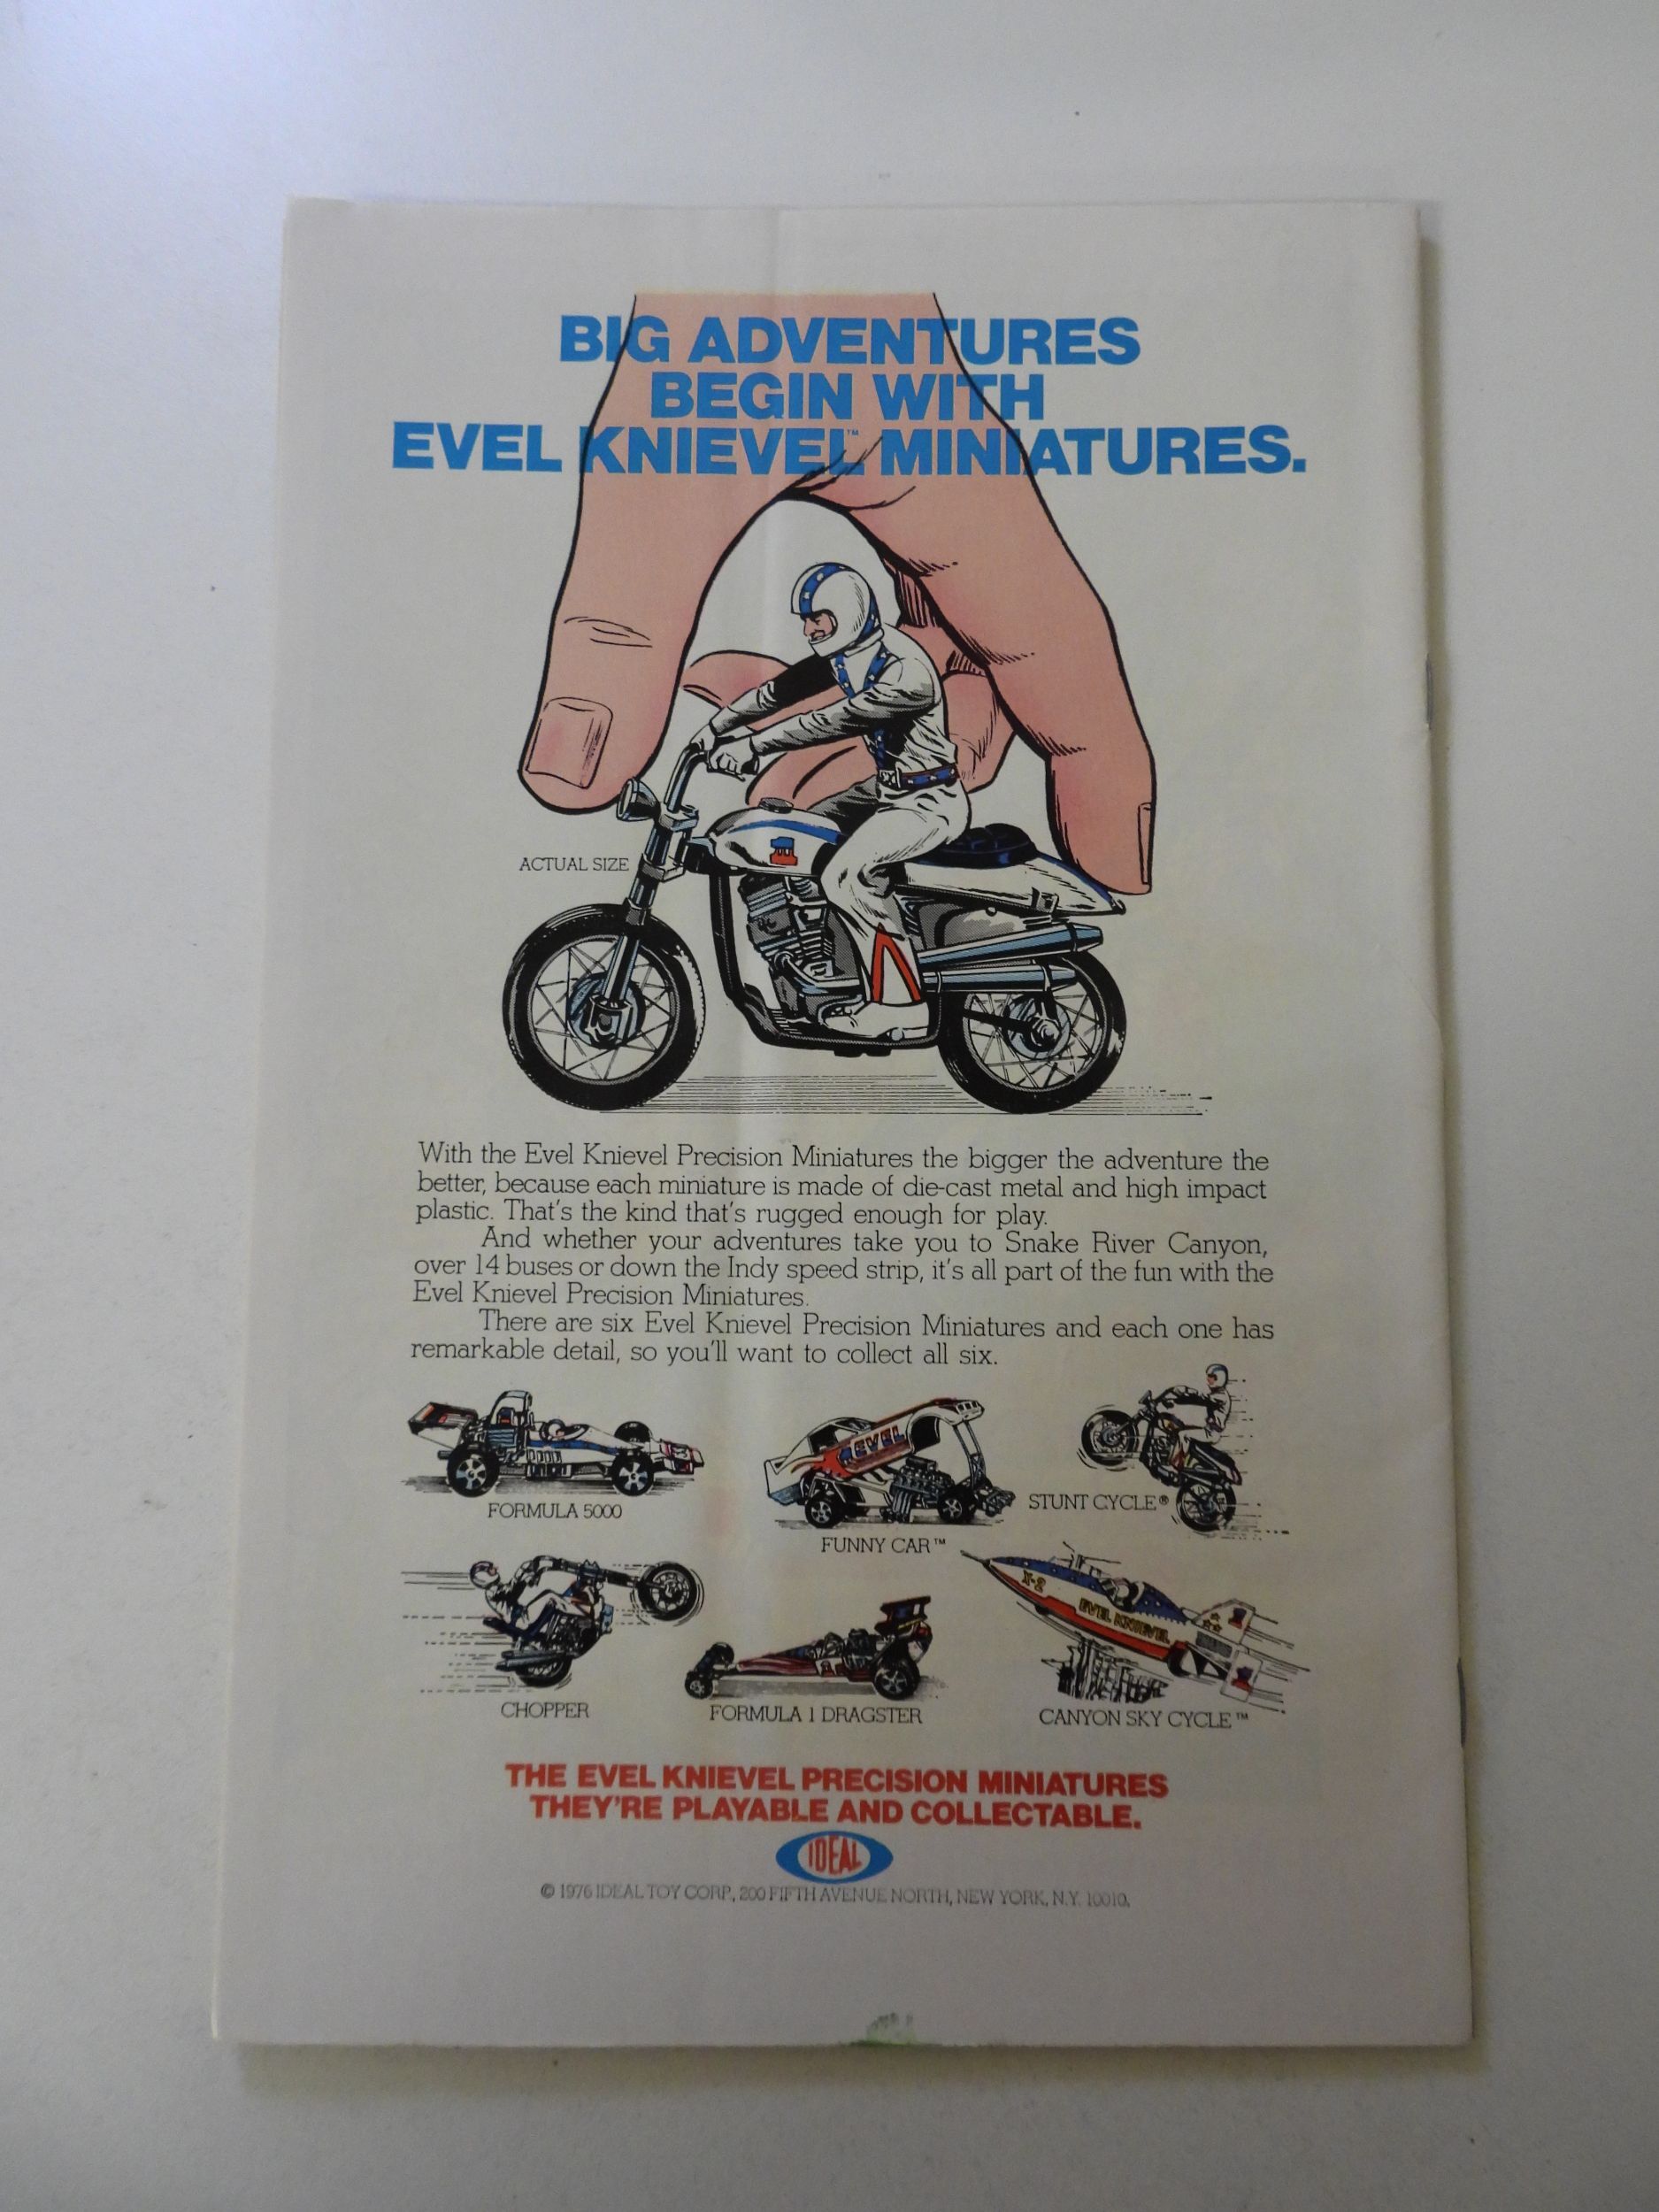 BIG ADVENTURES
BEGIN WITH
EVEL KNIEVEL™ MINIATURES.
ACTUAL SIZE
With the Evel Knievel Precision Miniatures the bigger the adventure the
better, because each miniature is made of die-cast metal and high impact
plastic. That's the kind that's rugged enough for play.
And whether your adventures take you to Snake River Canyon,
over 14 buses or down the Indy speed strip, it's all part of the fun with the
Evel Knievel Precision Miniatures.
There are six Evel Knievel Precision Miniatures and each one has
remarkable detail, so you'll want to collect all six.
EVEL
FORMULA 5000
STUNT CYCLE®
FUNNY CAR™
X-2
EVEL KNIEVEL
CHOPPER
FORMULA 1 DRAGSTER
CANYON SKY CYCLE™
THE EVEL KNIEVEL PRECISION MINIATURES
THEY'RE PLAYABLE AND COLLECTABLE.
IDEAL
© 1976 IDEAL TOY CORP., 200 FIFTH AVENUE NORTH, NEW YORK, N.Y. 10010.